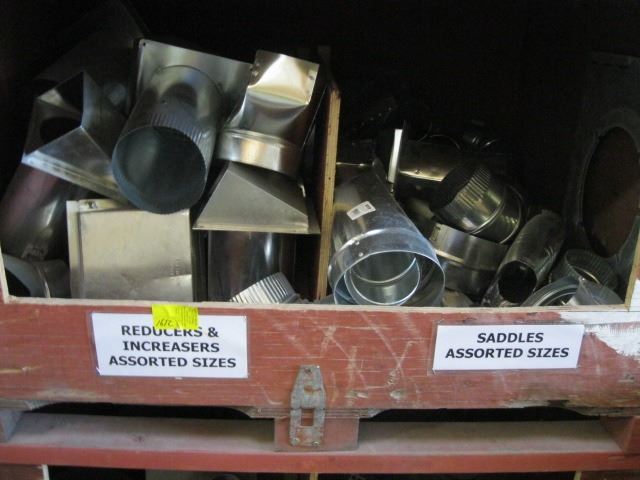 REDUCERS &
INCREASERS
ASSORTED SIZES
SADDLES
ASSORTED SIZES